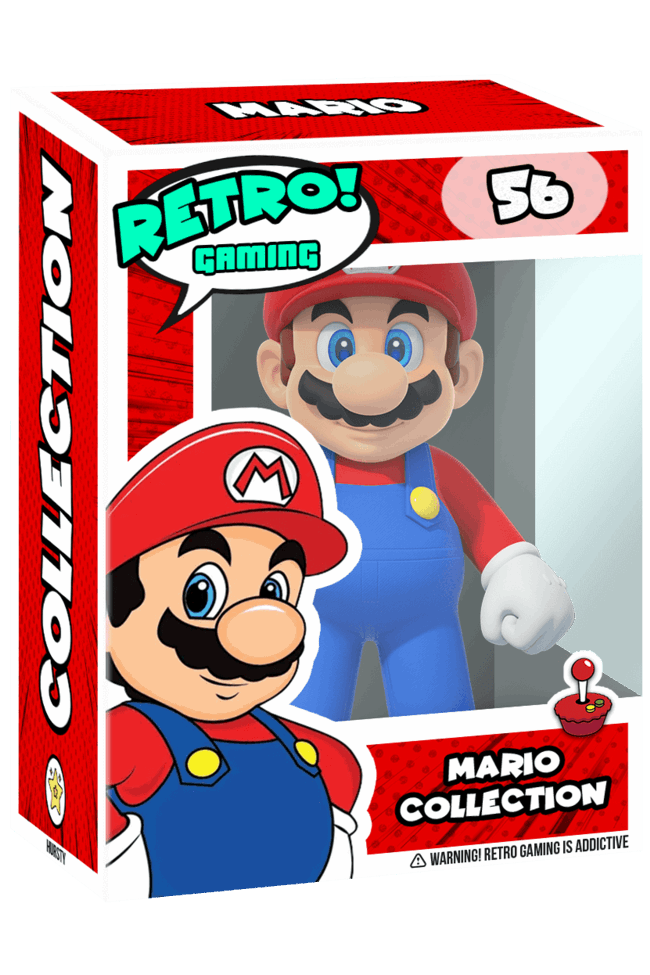 MARIO
RETRO!
GAMING
56
COLLECTION
M
MARIO
COLLECTION
⚠ WARNING! RETRO GAMING IS ADDICTIVE
HURSTY